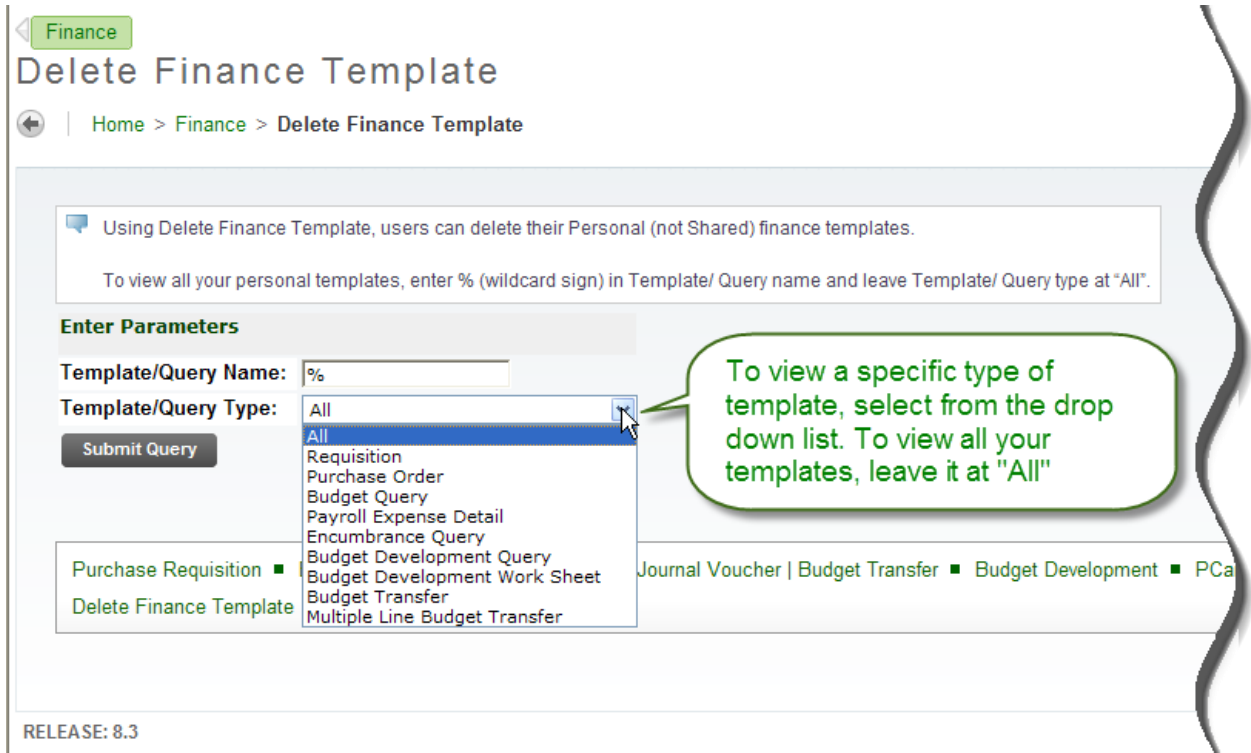 Finance
Delete Finance Template
Home > Finance > Delete Finance Template
Using Delete Finance Template, users can delete their Personal (not Shared) finance templates.
To view all your personal templates, enter % (wildcard sign) in Template/ Query name and leave Template/ Query type at “All”.
Enter Parameters
Template/Query Name: %
Template/Query Type: All
Submit Query
All
Requisition
Purchase Order
Budget Query
Payroll Expense Detail
Encumbrance Query
Budget Development Query
Budget Development Work Sheet
Budget Transfer
Multiple Line Budget Transfer
To view a specific type of
template, select from the drop
down list. To view all your
templates, leave it at "All"
Purchase Requisition ■ Journal Voucher | Budget Transfer ■ Budget Development ■
Delete Finance Template
RELEASE: 8.3